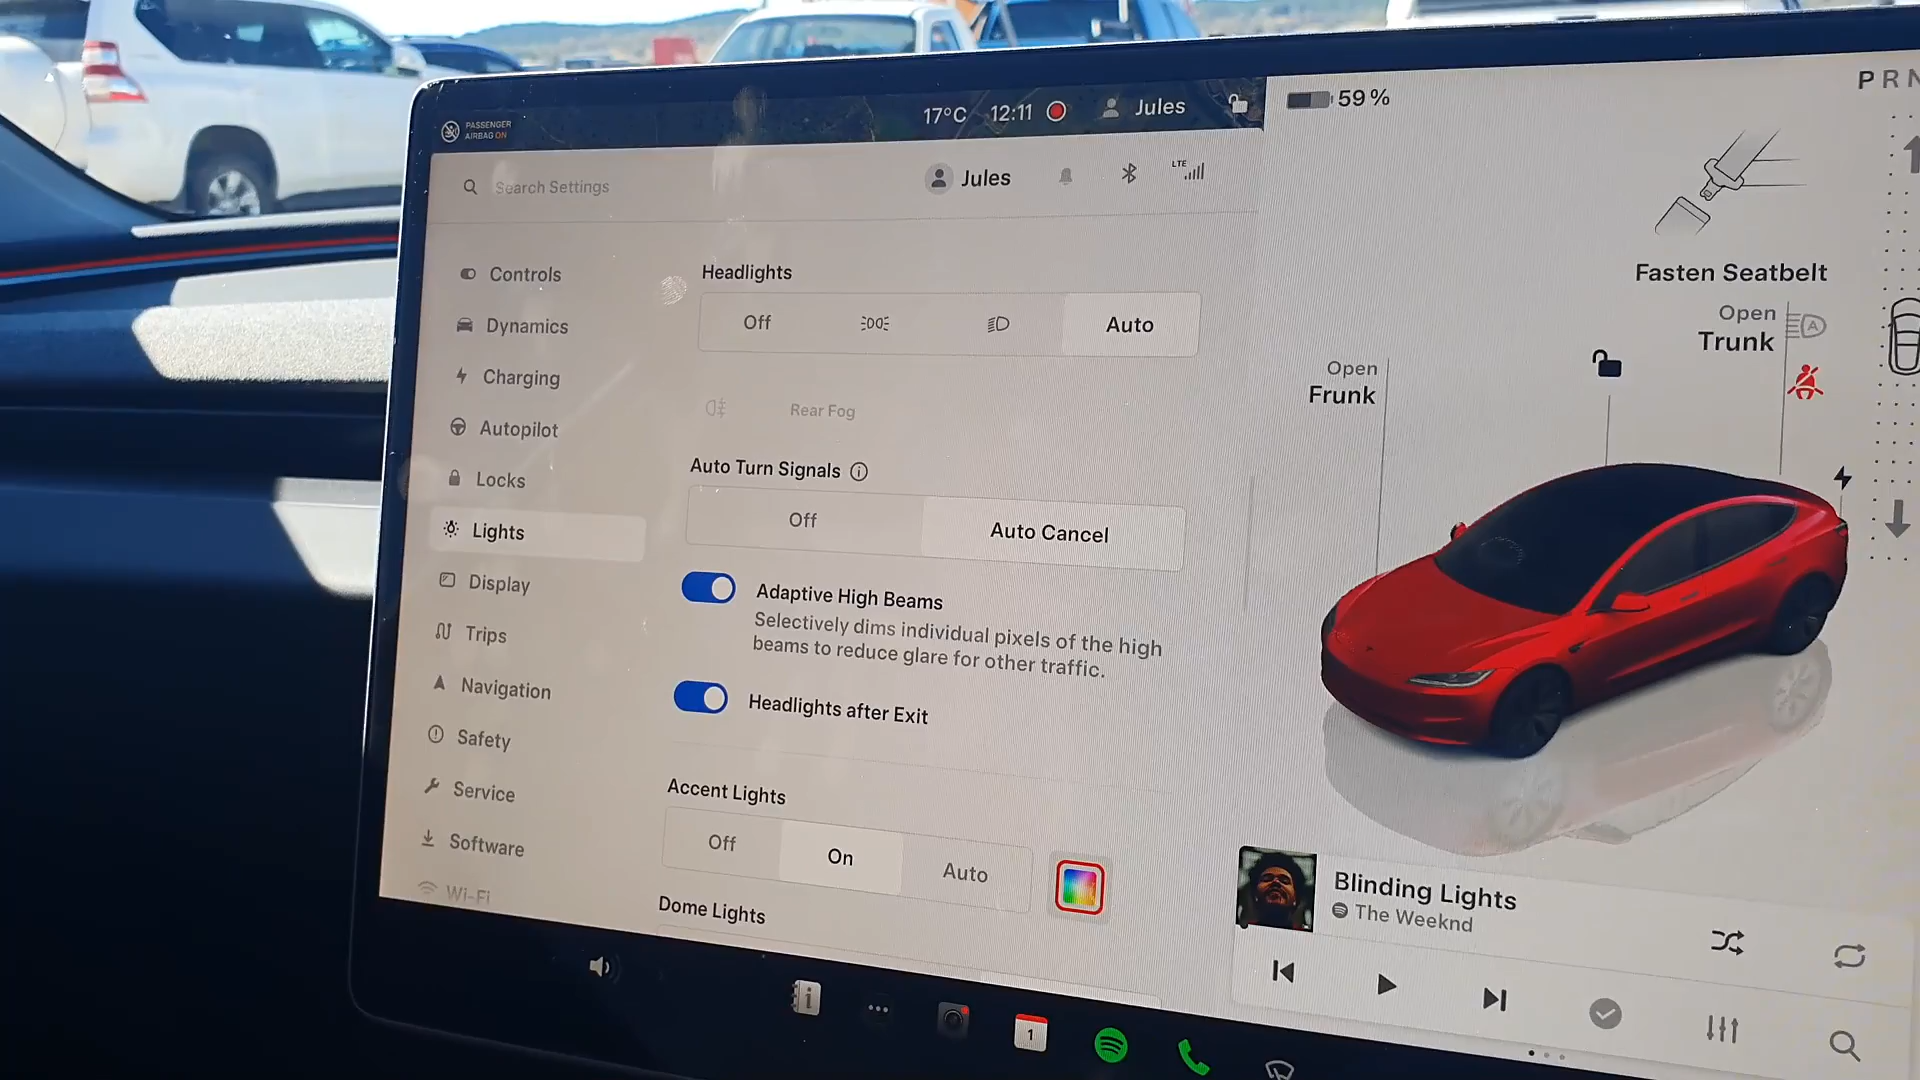 PASSENGER
AIRBAG ON
17°C 12:11 Jules
Search Settings
Jules
LTE
Controls
Dynamics
Charging
Autopilot
Locks
Lights
Display
Trips
Navigation
Safety
Service
Software
Wi-Fi
Headlights
Off
Auto
Rear Fog
Auto Turn Signals
Off
Auto Cancel
Adaptive High Beams
Selectively dims individual pixels of the high
beams to reduce glare for other traffic.
Headlights after Exit
Accent Lights
Off
On
Auto
Dome Lights
59 %
P R N
Fasten Seatbelt
Open
Trunk
A
Open
Frunk
Blinding Lights
The Weeknd
i
1